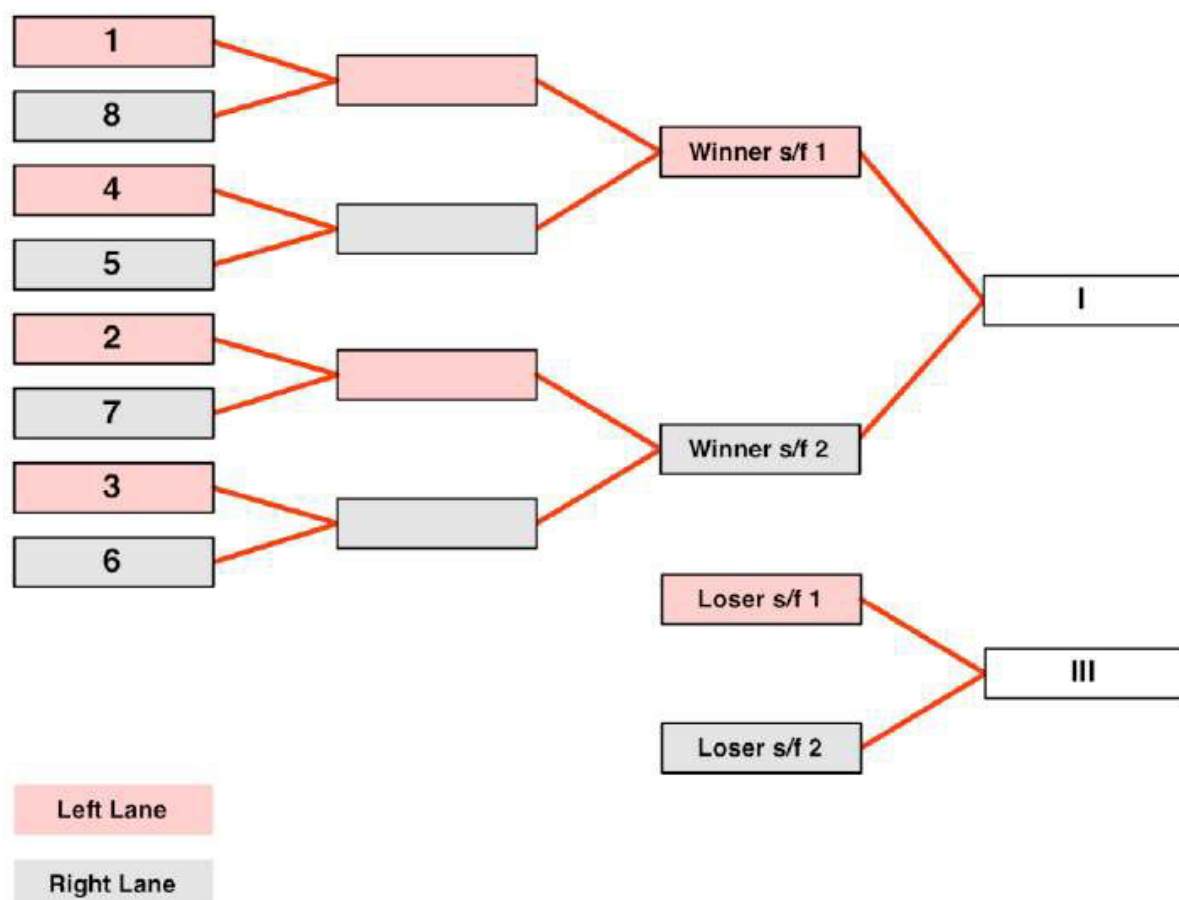 1
8
4
5
2
7
3
6
Winner s/f 1
Winner s/f 2
I
Loser s/f 1
Loser s/f 2
III
Left Lane
Right Lane